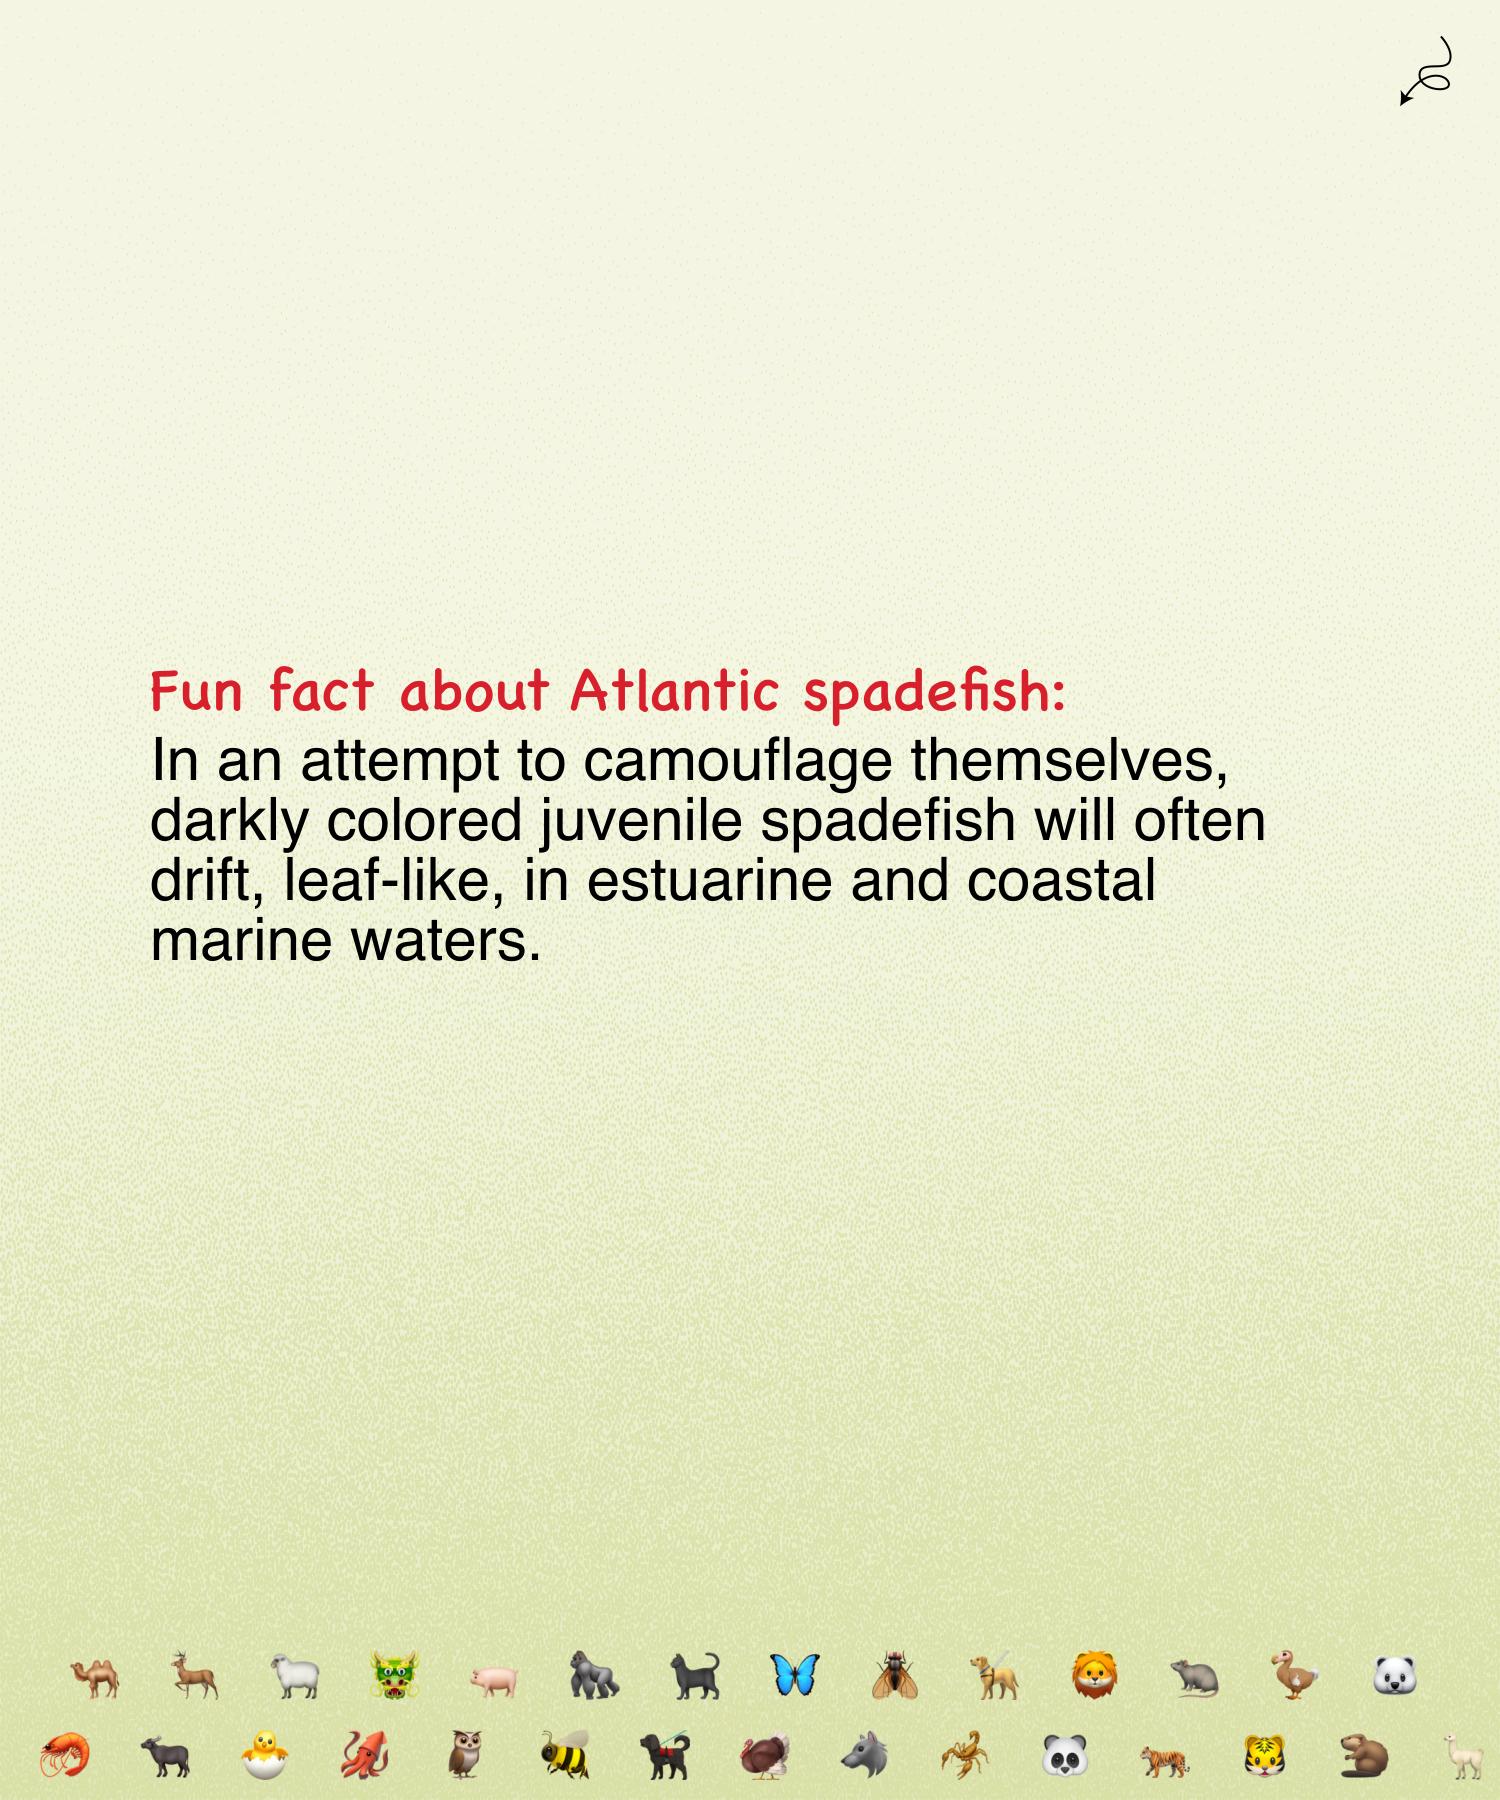 Fun fact about Atlantic spadefish:
In an attempt to camouflage themselves,
darkly colored juvenile spadefish will often
drift, leaf-like, in estuarine and coastal
marine waters.